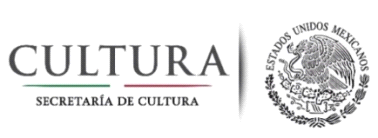 CULTURA
SECRETARÍA DE CULTURA
ESTADOS UNIDOS MEXICANOS